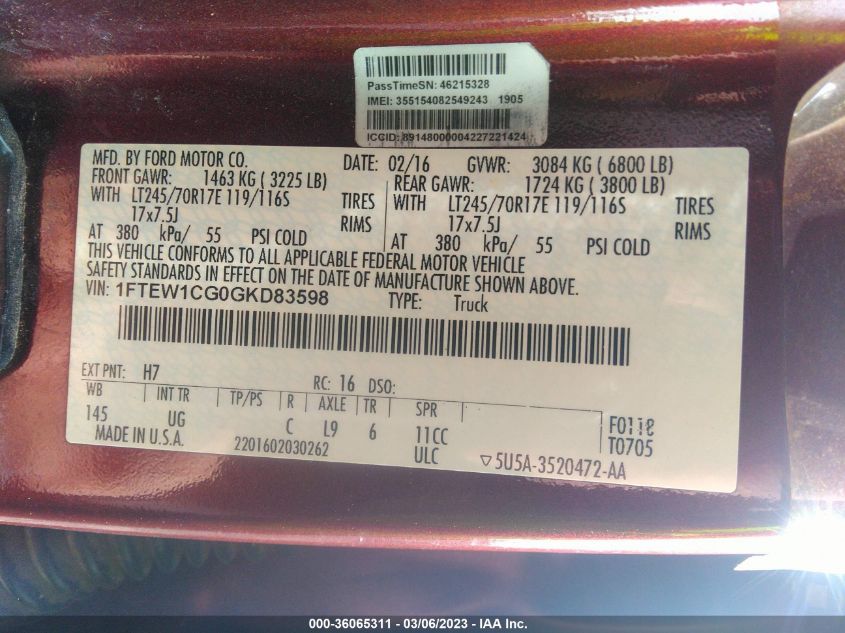 PassTimeSN: 46215328
IMEI: 355154082549243 1905
ICGID: 89148000004227221424
MFD. BY FORD MOTOR CO. DATE: 02/16 GVWR: 3084 KG ( 6800 LB)
FRONT GAWR: 1463 KG ( 3225 LB) REAR GAWR: 1724 KG ( 3800 LB)
WITH LT245/70R17E 119/116S TIRES WITH LT245/70R17E 119/116S TIRES
17x7.5J RIMS 17x7.5J RIMS
AT 380 kPa/ 55 PSI COLD AT 380 kPa/ 55 PSI COLD
THIS VEHICLE CONFORMS TO ALL APPLICABLE FEDERAL MOTOR VEHICLE
SAFETY STANDARDS IN EFFECT ON THE DATE OF MANUFACTURE SHOWN ABOVE.
VIN: 1FTEW1CG0GKD83598 TYPE: Truck
EXT PNT: H7 RC: 16 DSO:
WB INT TR TP/PS R AXLE TR SPR
145 UG C L9 6 11CC F0118
MADE IN U.S.A. 2201602030262 ULC T0705
▽5U5A-3520472-AA
000-36065311 - 03/06/2023 - IAA Inc.